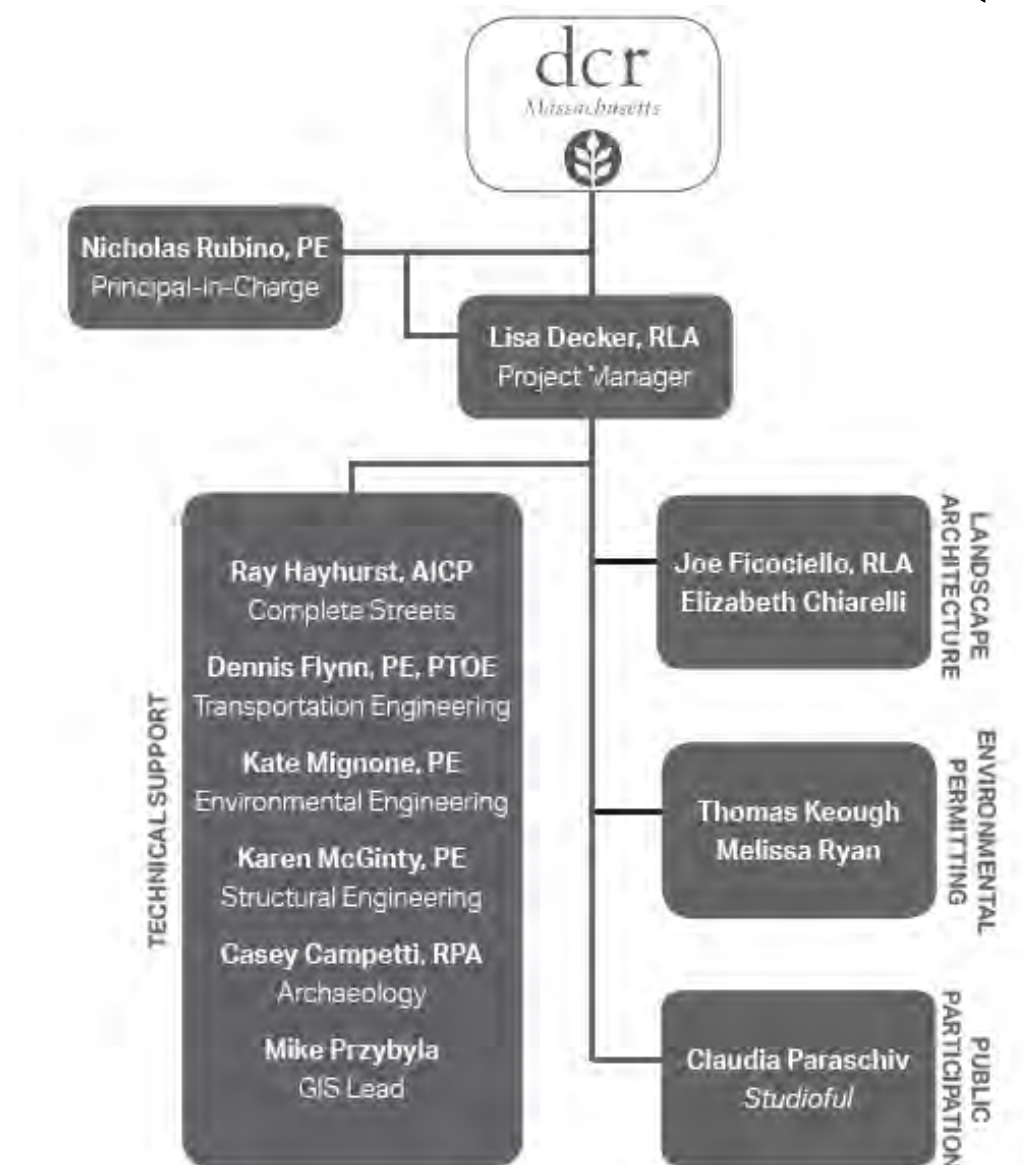 dcr
Massachusetts
Nicholas Rubino, PE
Principal-in-Charge
Lisa Decker, RLA
Project Manager
TECHNICAL SUPPORT
Ray Hayhurst, AICP
Complete Streets
Dennis Flynn, PE, PTOE
Transportation Engineering
Kate Mignone, PE
Environmental Engineering
Karen McGinty, PE
Structural Engineering
Casey Campetti, RPA
Archaeology
Mike Przybyla
GIS Lead
LANDSCAPE
ARCHITECTURE
Joe Ficociello, RLA
Elizabeth Chiarelli
ENVIRONMENTAL
PERMITTING
Thomas Keough
Melissa Ryan
PUBLIC
PARTICIPATION
Claudia Paraschiv
Studioful